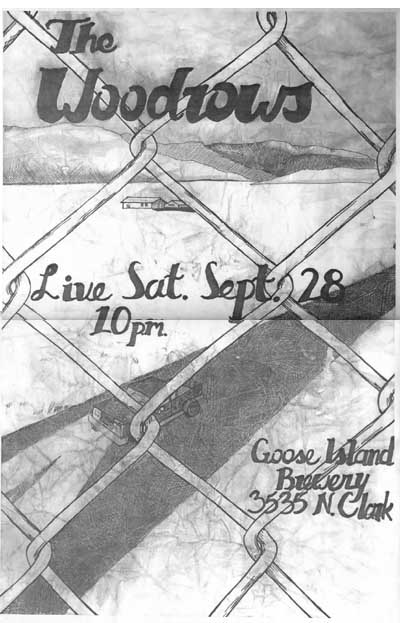 The
Woodrows
Live Sat. Sept. 28
10pm.
Goose Island
Brewery
3535 N. Clark